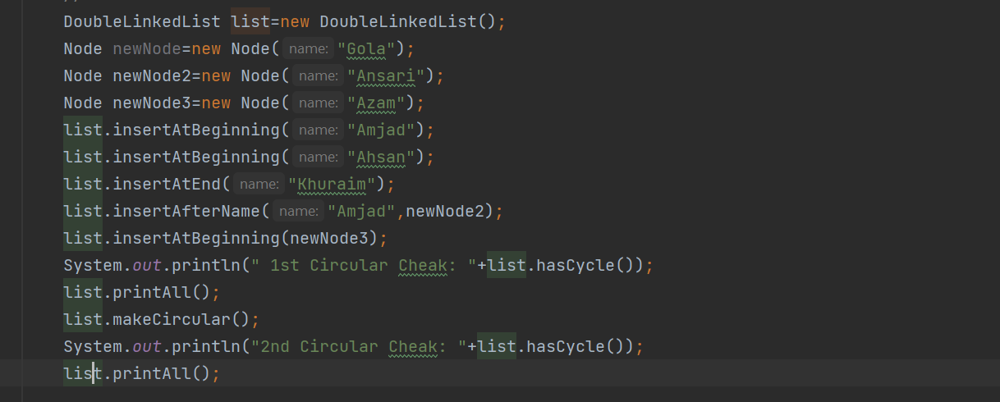 DoubleLinkedList list=new DoubleLinkedList();
Node newNode=new Node( name: "Gola");
Node newNode2=new Node( name: "Ansari");
Node newNode3=new Node( name: "Azam");
list.insertAtBeginning( name: "Amjad");
list.insertAtBeginning( name: "Ahsan");
list.insertAtEnd( name: "Khuraim");
list.insertAfterName( name: "Amjad",newNode2);
list.insertAtBeginning(newNode3);
System.out.println(" 1st Circular Cheak: "+list.hasCycle());
list.printAll();
list.makeCircular();
System.out.println("2nd Circular Cheak: "+list.hasCycle());
list.printAll();